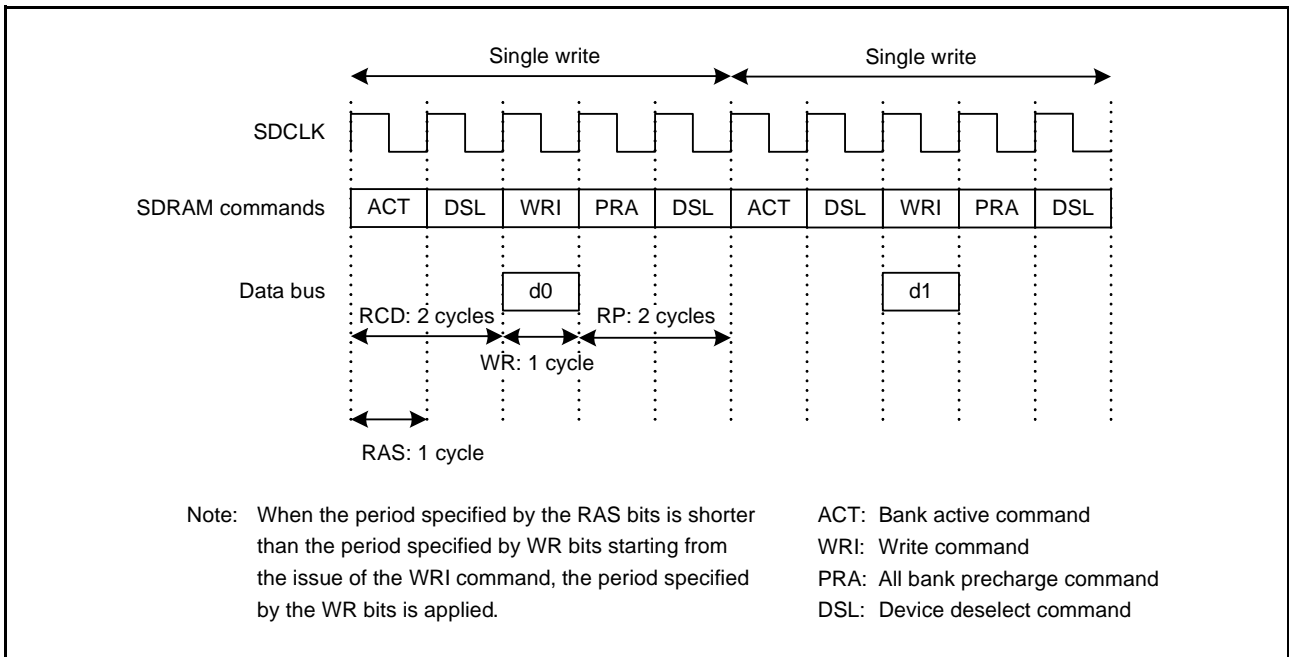 Single write Single write
SDCLK
SDRAM commands ACT DSL WRI PRA DSL ACT DSL WRI PRA DSL
Data bus d0 d1
RCD: 2 cycles RP: 2 cycles
WR: 1 cycle
RAS: 1 cycle
Note: When the period specified by the RAS bits is shorter
than the period specified by WR bits starting from
the issue of the WRI command, the period specified
by the WR bits is applied.
ACT: Bank active command
WRI: Write command
PRA: All bank precharge command
DSL: Device deselect command